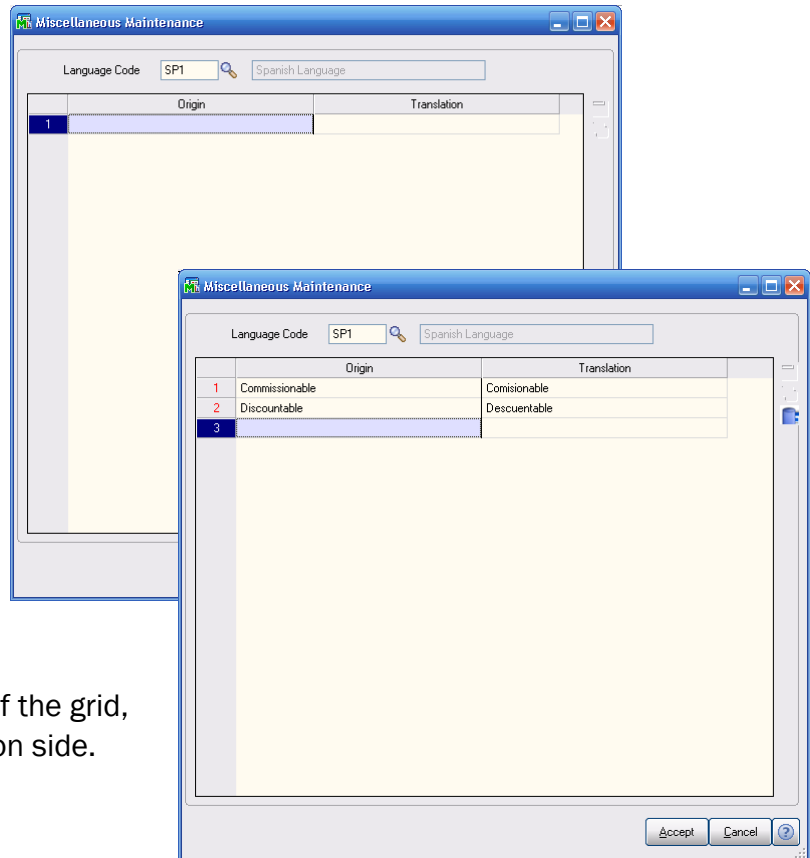 Miscellaneous Maintenance
Language Code SP1 Spanish Language
Origin Translation
1
Miscellaneous Maintenance
Language Code SP1 Spanish Language
Origin Translation
1 Commissionable Comisionable
2 Discountable Descuentable
3
f the grid,
on side.
Accept Cancel ?